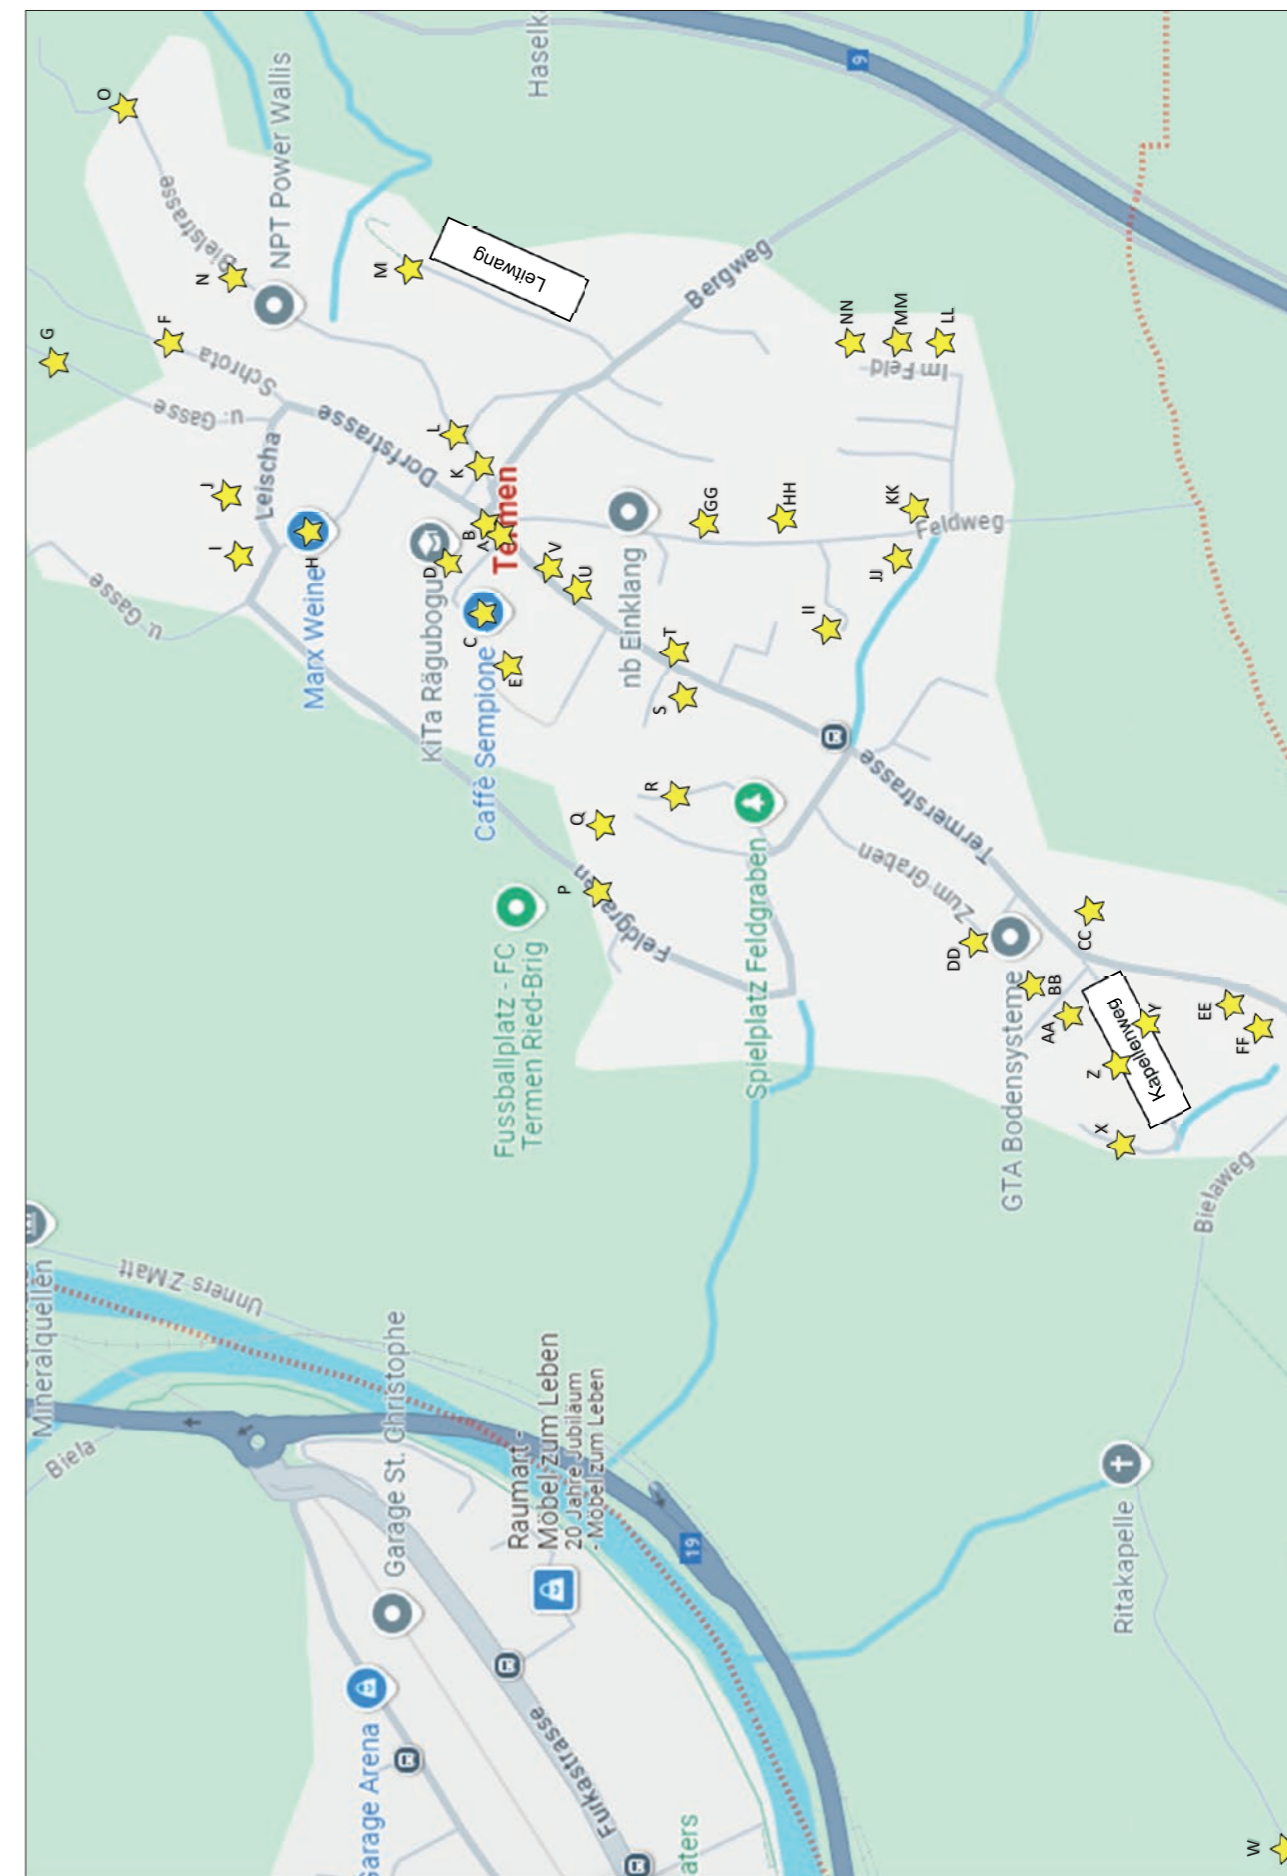 Mineralquellen
Unners Z Matt
Biela
Garage St. Christophe
Garage Arena
Furkastrasse
Raumart -
Möbel zum Leben
20 Jahre Jubiläum
- Möbel zum Leben
19
aters
Ritakapelle
Bielaweg
W
Fussballplatz - FC
Termen Ried-Brig
Spielplatz Feldgraben
GTA Bodensysteme
Feldgraben
Zum Graben
Termerstrasse
Kapellenweg
X
Z
Y
AA
BB
CC
DD
EE
FF
P
Q
R
S
T
U
V
u. Gasse
Leischa
Marx Weine
H
I
J
KiTa Rägubogu
D
Caffè Sempione
C
E
Termen
A
B
K
L
Dorfstrasse
u. Gasse
Schrota
G
F
N
O
Bielstrasse
NPT Power Wallis
M
Leitwang
Bergweg
nb Einklang
GG
HH
II
JJ
KK
Feldweg
Im Feld
NN
MM
LL
Haselk
9